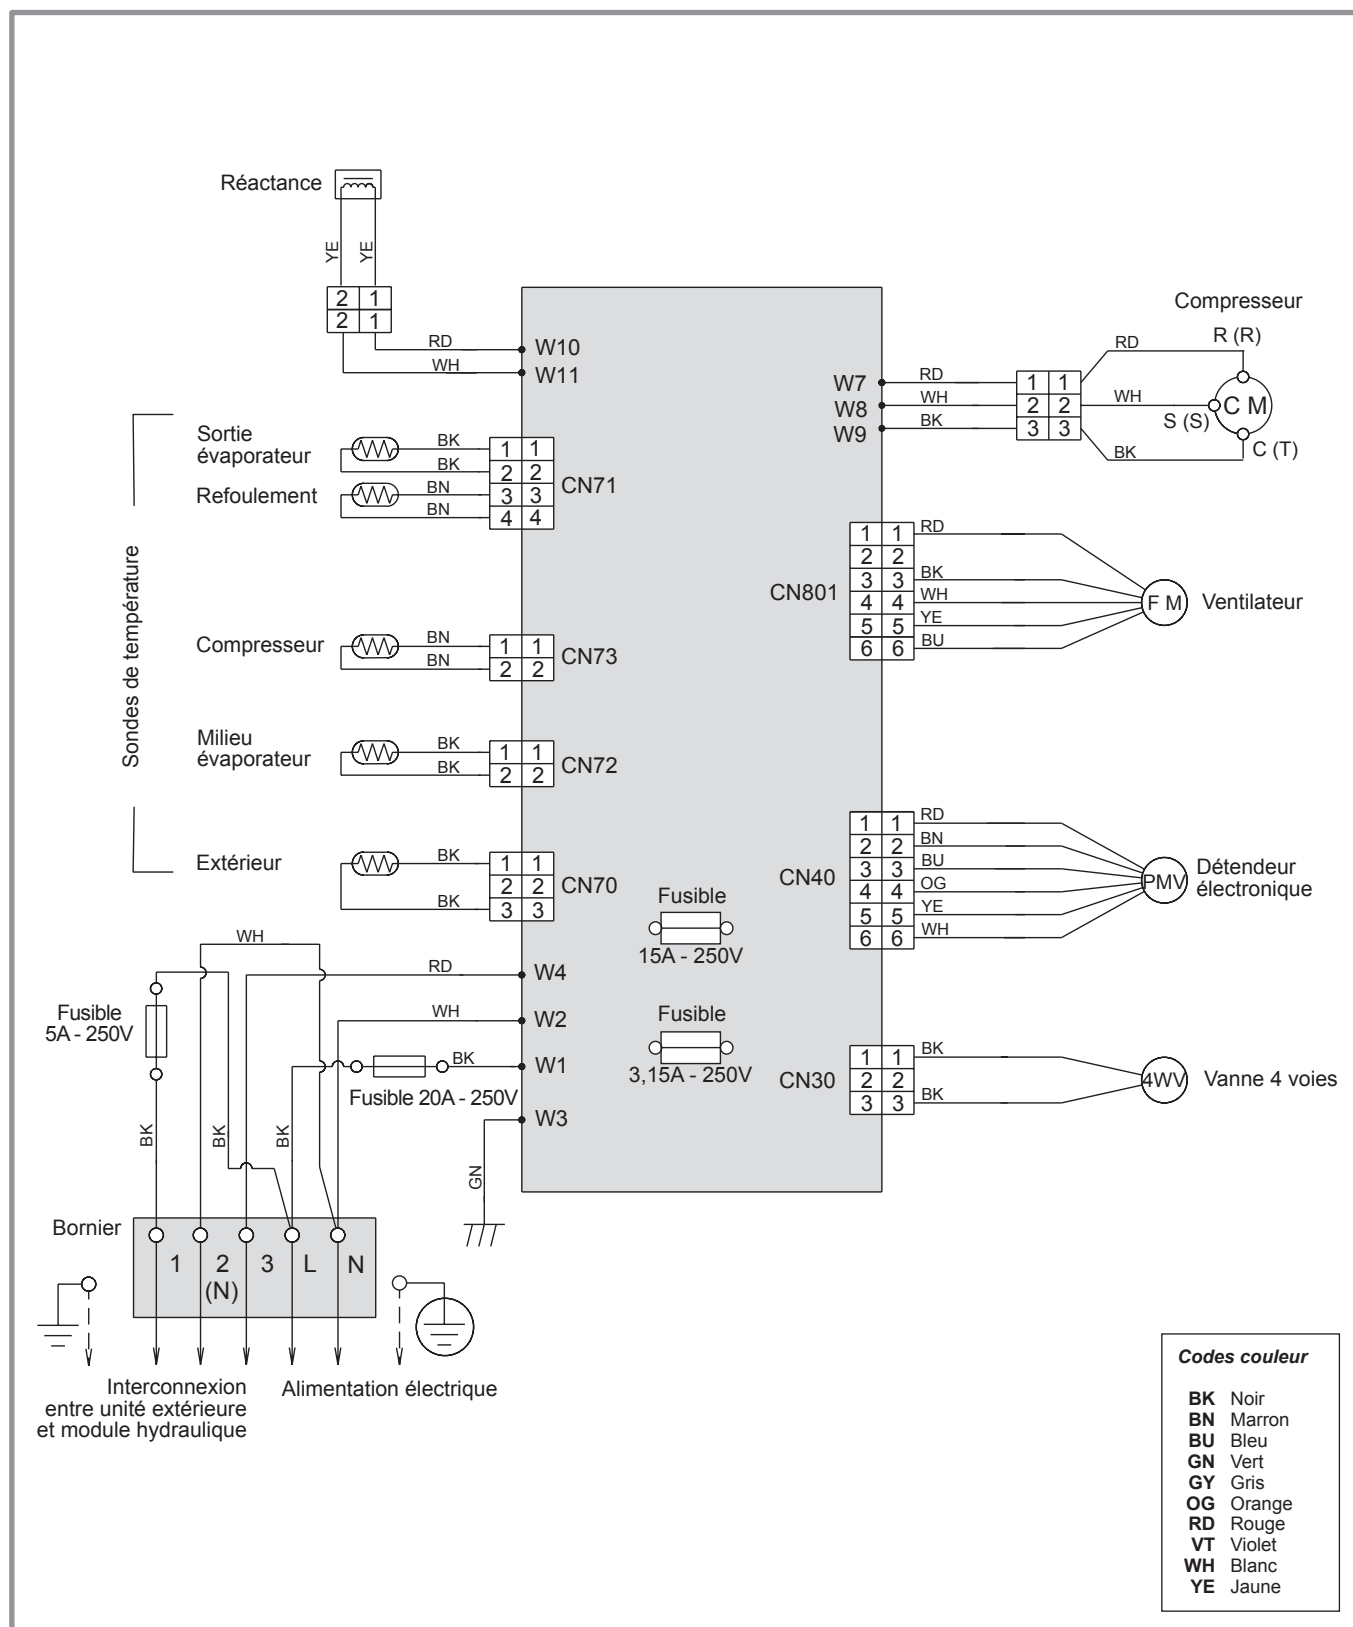 Réactance
YE YE
2 1
2 1
RD W10
WH W11
Compresseur
R (R)
RD
W7 RD 1 1
W8 WH 2 2 WH
W9 BK 3 3
S (S)
C M
BK
C (T)
Sondes de température
Sortie
évaporateur
BK 1 1
BK 2 2
Refoulement
BN 3 3
BN 4 4
CN71
Compresseur
BN 1 1
BN 2 2
CN73
Milieu
évaporateur
BK 1 1
BK 2 2
CN72
Extérieur
BK 1 1
2 2
BK 3 3
CN70
CN801
1 1 RD
2 2
3 3 BK
4 4 WH
5 5 YE
6 6 BU
F M
Ventilateur
CN40
1 1 RD
2 2 BN
3 3 BU
4 4 OG
5 5 YE
6 6 WH
PMV
Détendeur
électronique
Fusible
15A - 250V
Fusible
3,15A - 250V
CN30
1 1 BK
2 2
3 3 BK
4WV
Vanne 4 voies
WH
RD W4
Fusible
5A - 250V
WH W2
BK W1
Fusible 20A - 250V
W3
BK BK BK
GN
Bornier
1 2 3 L N
(N)
Interconnexion
entre unité extérieure
et module hydraulique
Alimentation électrique
Codes couleur
BK Noir
BN Marron
BU Bleu
GN Vert
GY Gris
OG Orange
RD Rouge
VT Violet
WH Blanc
YE Jaune